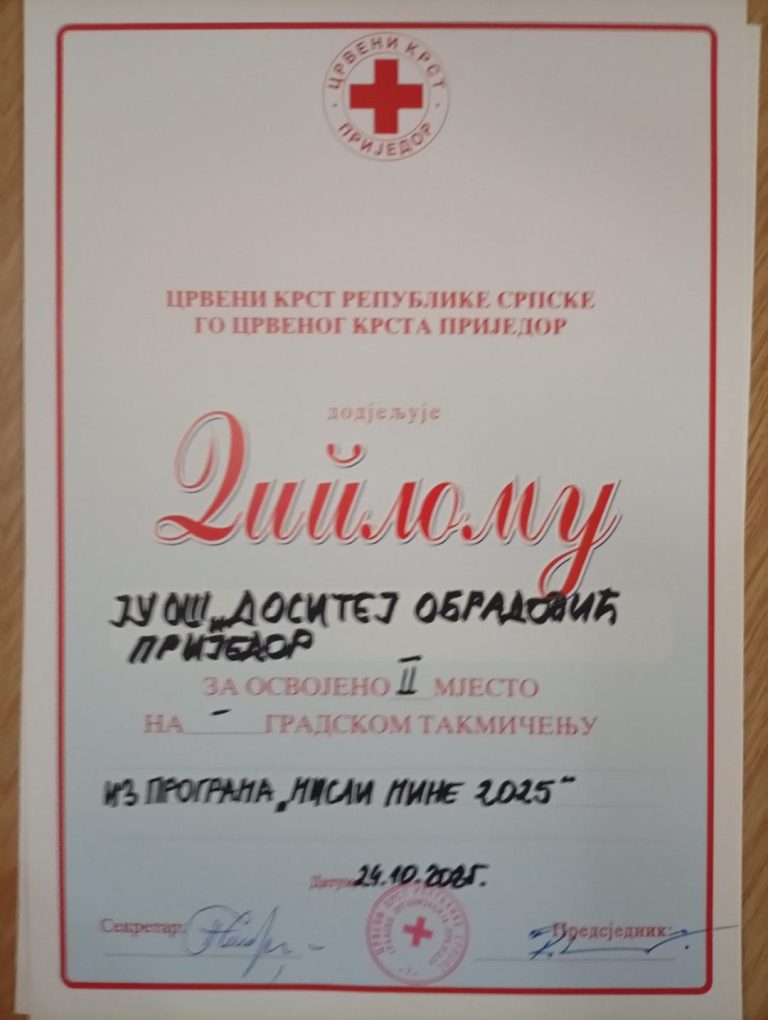 ЦРВЕНИ КРСТ
ПРИЈЕДОР
ЦРВЕНИ КРСТ РЕПУБЛИКЕ СРПСКЕ
ГО ЦРВЕНОГ КРСТА ПРИЈЕДОР
додјељује
Диплому
ЈУ ОШ „ДОСИТЕЈ ОБРАДОВИЋ
ПРИЈЕДОР
ЗА ОСВОЈЕНО II МЈЕСТО
НА - ГРАДСКОМ ТАКМИЧЕЊУ
ИЗ ПРОГРАМА „МИСЛИ МИНЕ 2025“
Датум 24.10.2025.
Секретар:
Предсједник: